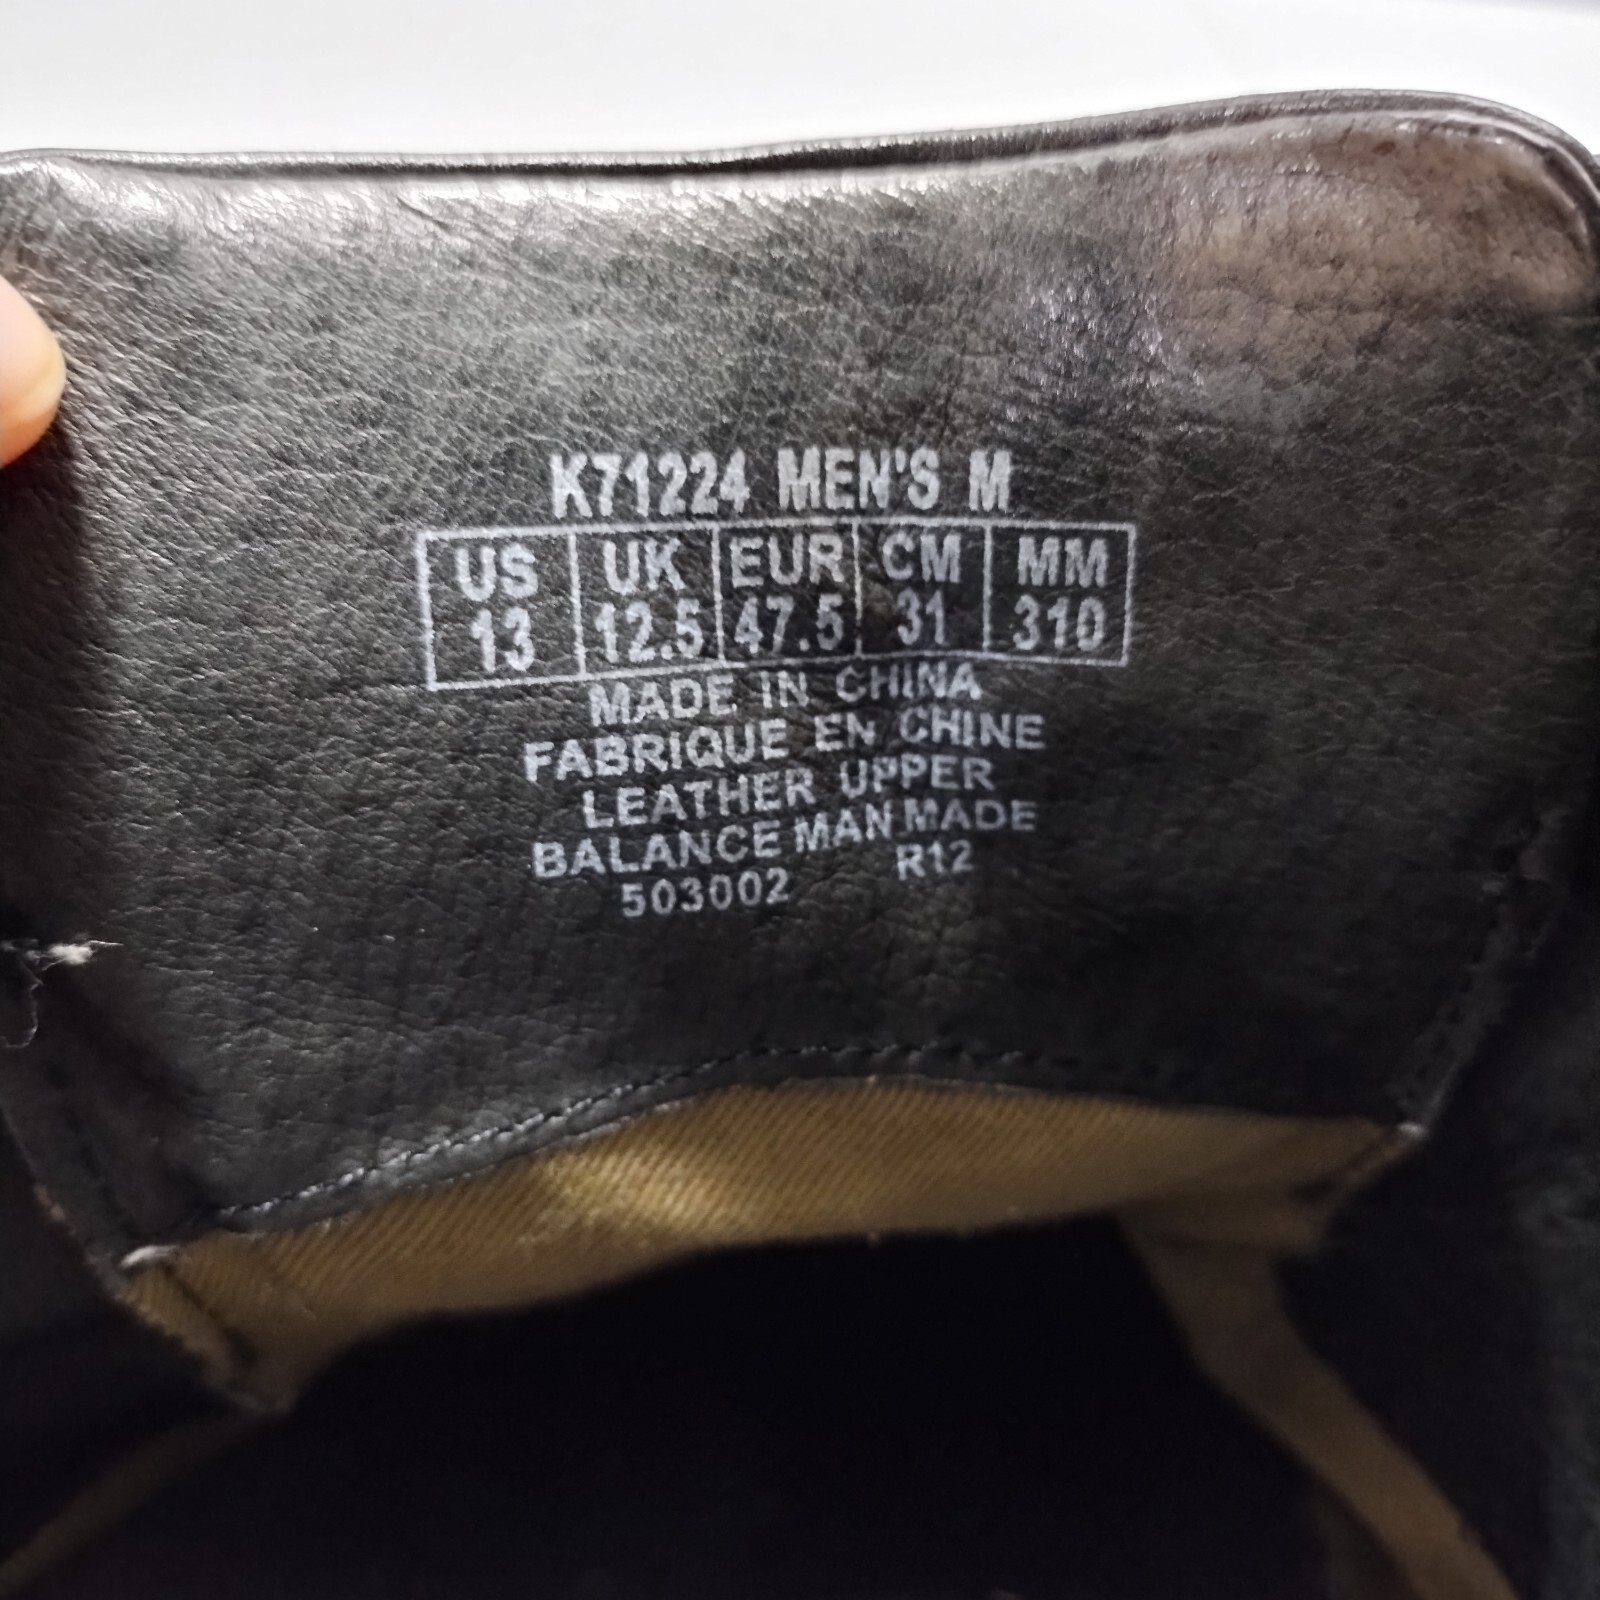 K71224 MEN'S M
US UK EUR CM MM
13 12.5 47.5 31 310
MADE IN CHINA
FABRIQUE EN CHINE
LEATHER UPPER
BALANCE MAN MADE
503002 R12